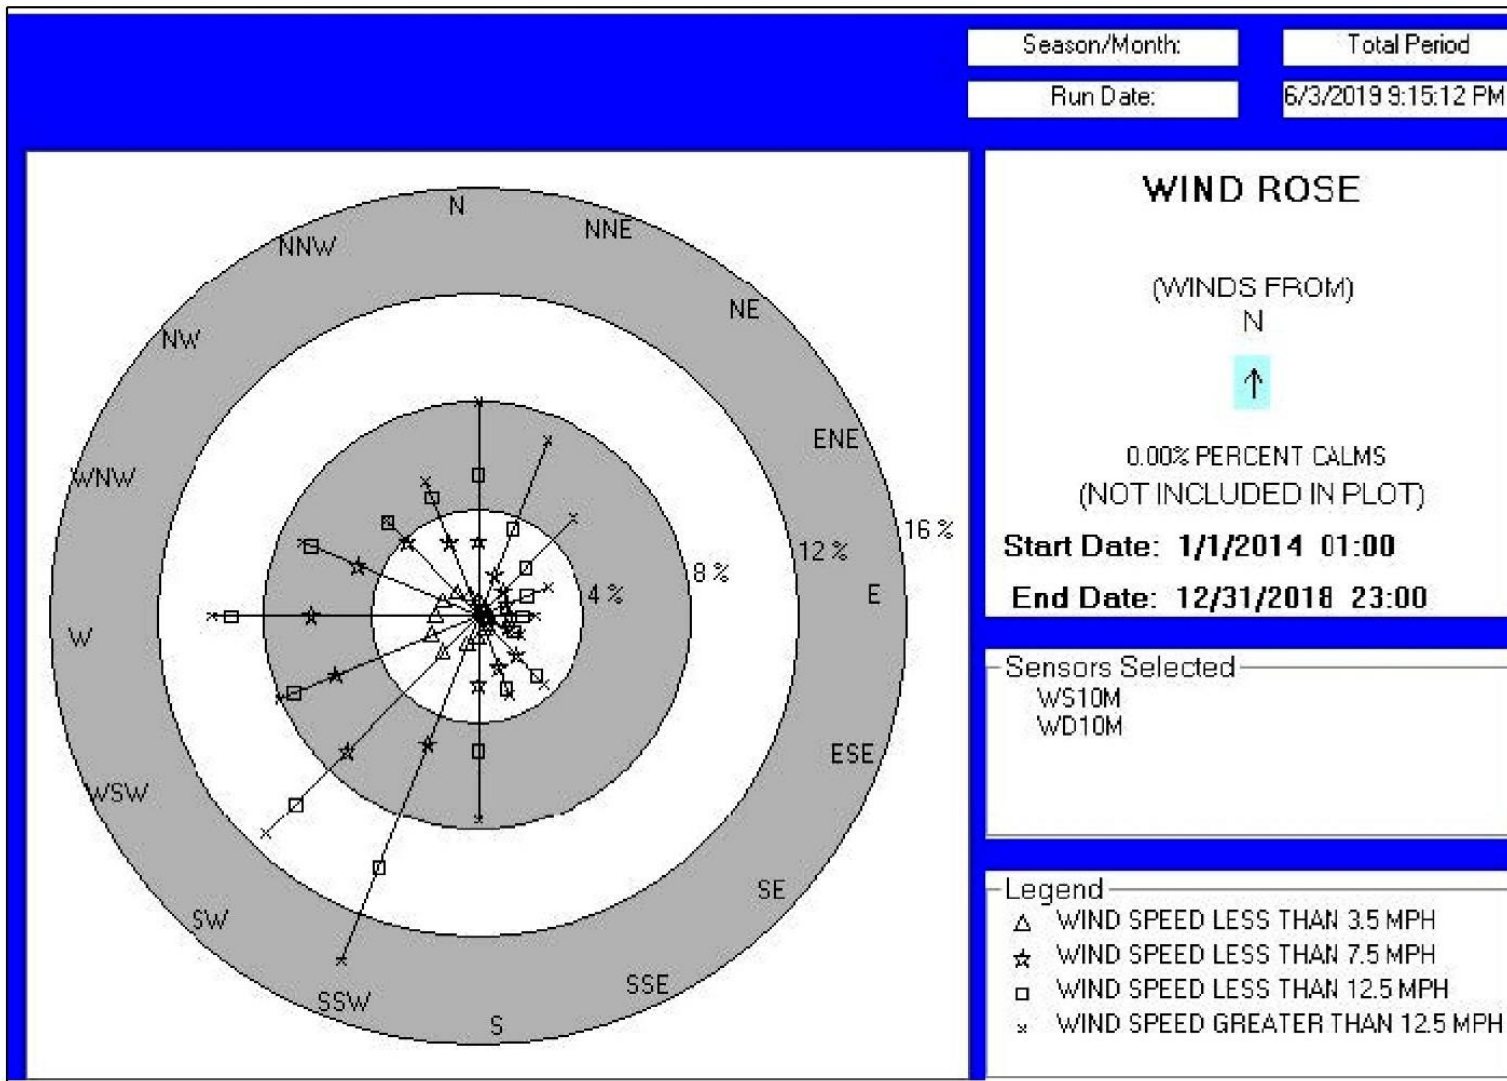 Season/Month:
Total Period
Run Date:
6/3/2019 9:15:12 PM
WIND ROSE
(WINDS FROM)
N
0.00% PERCENT CALMS
(NOT INCLUDED IN PLOT)
Start Date: 1/1/2014 01:00
End Date: 12/31/2018 23:00
N
NNE
NE
ENE
E
ESE
SE
SSE
S
SSW
SW
WSW
W
WNW
NW
NNW
4 %
8 %
12 %
16 %
Sensors Selected
WS10M
WD10M
Legend
WIND SPEED LESS THAN 3.5 MPH
WIND SPEED LESS THAN 7.5 MPH
WIND SPEED LESS THAN 12.5 MPH
WIND SPEED GREATER THAN 12.5 MPH